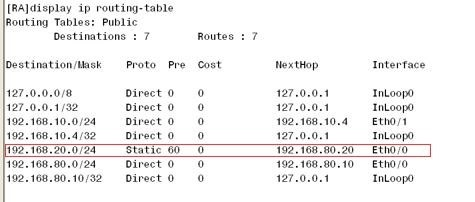 [RA]display ip routing-table
Routing Tables: Public
Destinations : 7 Routes : 7
Destination/Mask Proto Pre Cost NextHop Interface
127.0.0.0/8 Direct 0 0 127.0.0.1 InLoop0
127.0.0.1/32 Direct 0 0 127.0.0.1 InLoop0
192.168.10.0/24 Direct 0 0 192.168.10.4 Eth0/1
192.168.10.4/32 Direct 0 0 127.0.0.1 InLoop0
192.168.20.0/24 Static 60 0 192.168.80.20 Eth0/0
192.168.80.0/24 Direct 0 0 192.168.80.10 Eth0/0
192.168.80.10/32 Direct 0 0 127.0.0.1 InLoop0